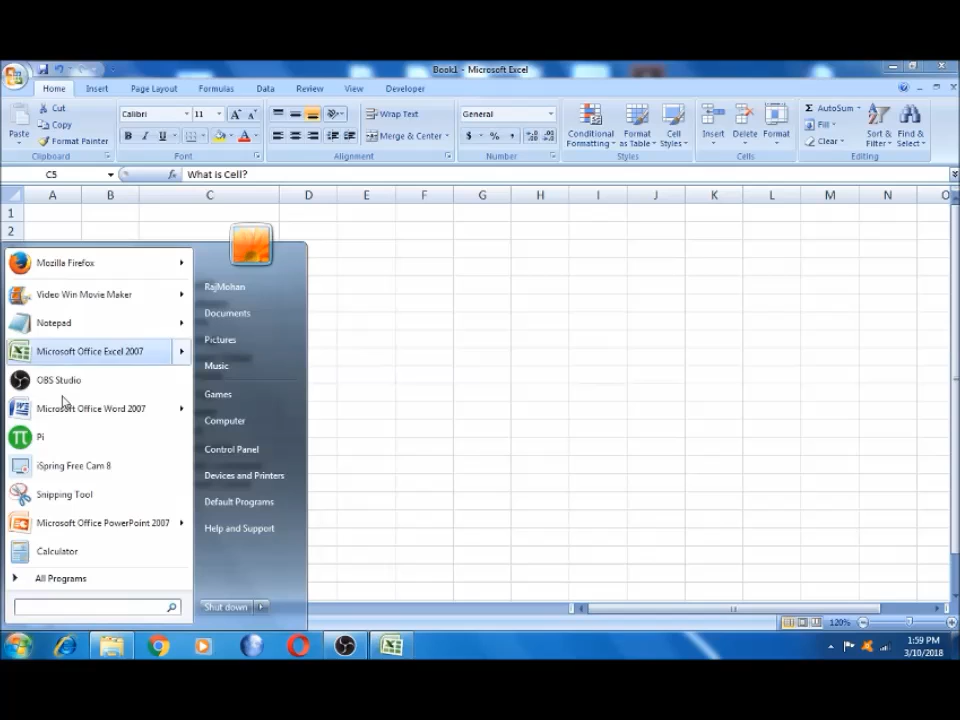 Book1 - Microsoft Excel
Home Insert Page Layout Formulas Data Review View Developer
Cut
Copy
Format Painter
Paste
Clipboard
Calibri 11
B I U
Font
Wrap Text
Merge & Center
Alignment
General
$ % ,
Number
Conditional Formatting
Format as Table
Cell Styles
Styles
Insert Delete Format
Cells
AutoSum
Fill
Clear
Sort & Filter
Find & Select
Editing
C5 fx What is Cell?
A B C D E F G H I J K L M N O
1
2
Mozilla Firefox
Video Win Movie Maker
Notepad
Microsoft Office Excel 2007
OBS Studio
Microsoft Office Word 2007
Pi
iSpring Free Cam 8
Snipping Tool
Microsoft Office PowerPoint 2007
Calculator
All Programs
RajMohan
Documents
Pictures
Music
Games
Computer
Control Panel
Devices and Printers
Default Programs
Help and Support
Shut down
120%
1:59 PM
3/10/2018